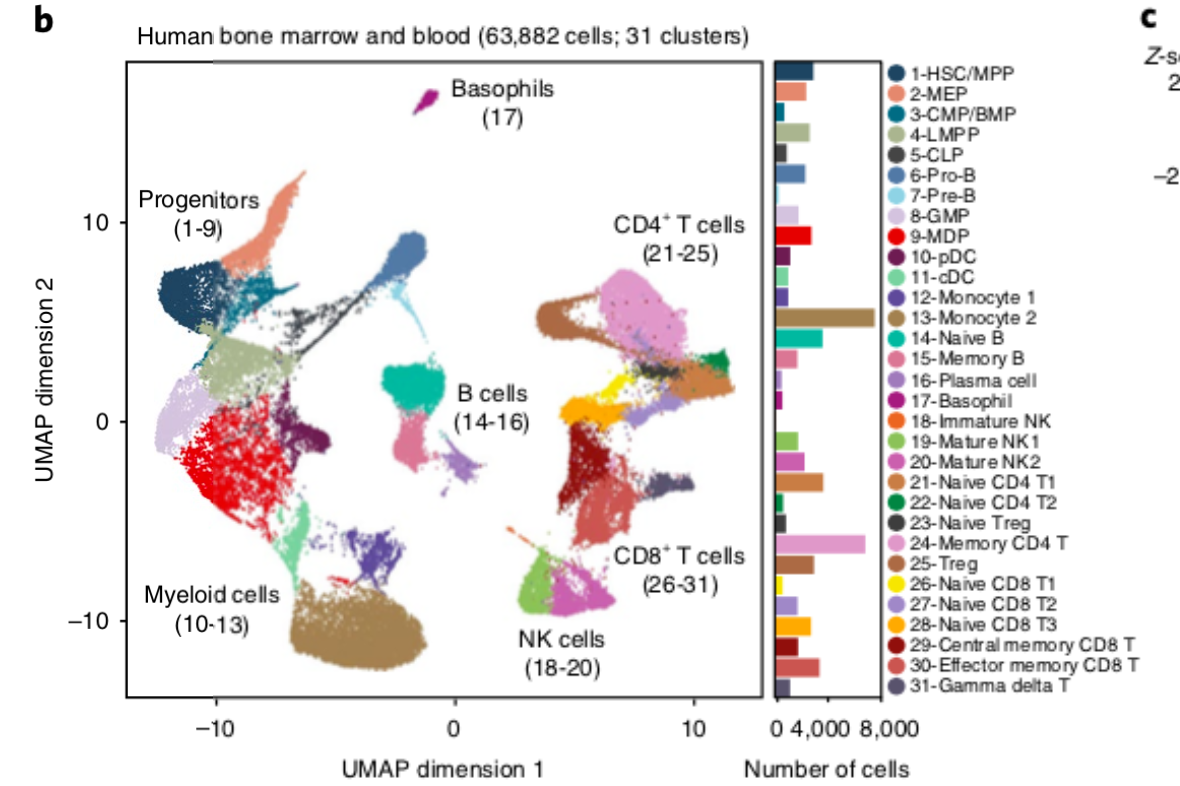 b
c
Human bone marrow and blood (63,882 cells; 31 clusters)
Z-s
2
−2
Basophils
(17)
Progenitors
(1-9)
CD4⁺ T cells
(21-25)
B cells
(14-16)
CD8⁺ T cells
(26-31)
Myeloid cells
(10-13)
NK cells
(18-20)
UMAP dimension 2
10
0
−10
−10 0 10
UMAP dimension 1
1-HSC/MPP
2-MEP
3-CMP/BMP
4-LMPP
5-CLP
6-Pro-B
7-Pre-B
8-GMP
9-MDP
10-pDC
11-cDC
12-Monocyte 1
13-Monocyte 2
14-Naive B
15-Memory B
16-Plasma cell
17-Basophil
18-Immature NK
19-Mature NK1
20-Mature NK2
21-Naive CD4 T1
22-Naive CD4 T2
23-Naive Treg
24-Memory CD4 T
25-Treg
26-Naive CD8 T1
27-Naive CD8 T2
28-Naive CD8 T3
29-Central memory CD8 T
30-Effector memory CD8 T
31-Gamma delta T
0 4,000 8,000
Number of cells